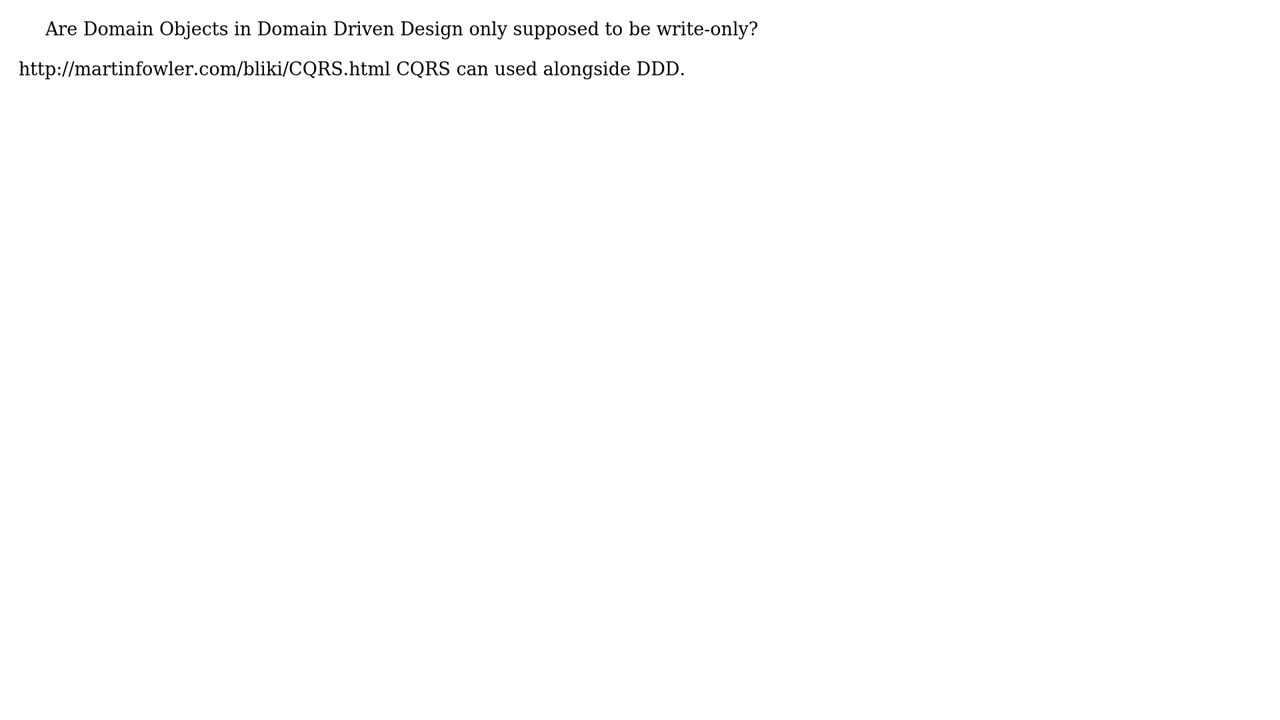 Are Domain Objects in Domain Driven Design only supposed to be write-only?
http://martinfowler.com/bliki/CQRS.html CQRS can used alongside DDD.